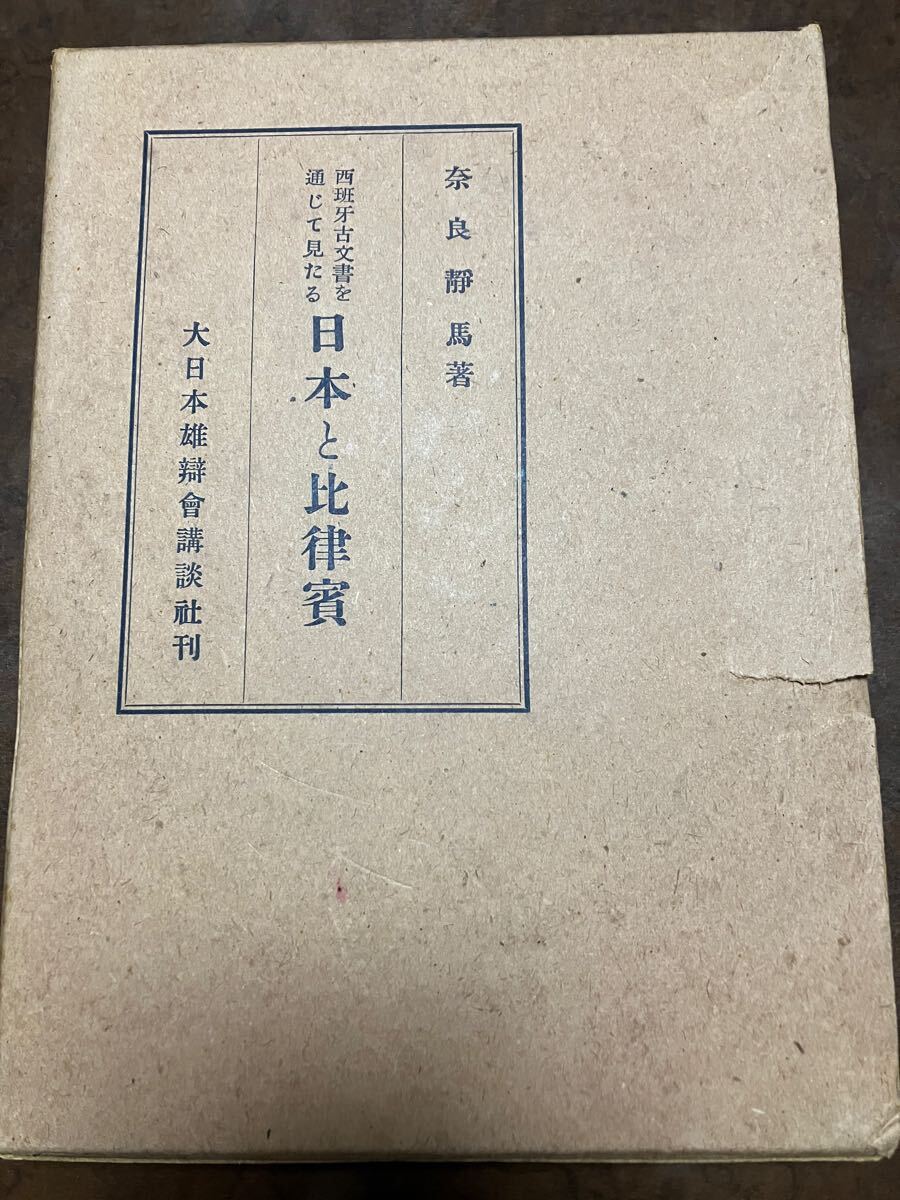 奈良靜馬著
西班牙古文書を
通じて見たる
日本と比律賓
大日本雄辯會講談社刊